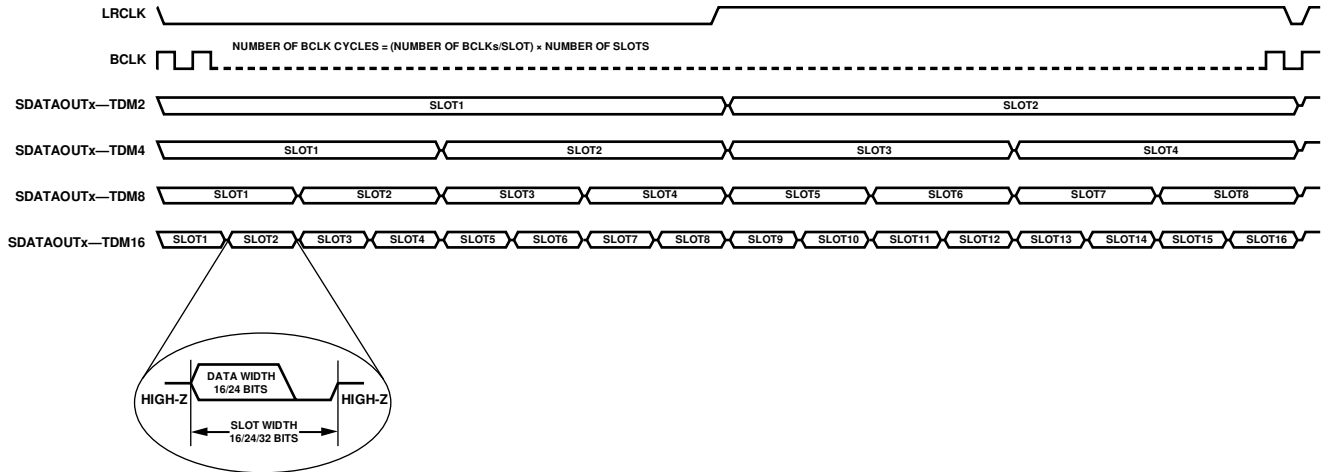 LRCLK
BCLK
NUMBER OF BCLK CYCLES = (NUMBER OF BCLKs/SLOT) × NUMBER OF SLOTS
SDATAOUTx—TDM2
SLOT1 SLOT2
SDATAOUTx—TDM4
SLOT1 SLOT2 SLOT3 SLOT4
SDATAOUTx—TDM8
SLOT1 SLOT2 SLOT3 SLOT4 SLOT5 SLOT6 SLOT7 SLOT8
SDATAOUTx—TDM16
SLOT1 SLOT2 SLOT3 SLOT4 SLOT5 SLOT6 SLOT7 SLOT8 SLOT9 SLOT10 SLOT11 SLOT12 SLOT13 SLOT14 SLOT15 SLOT16
DATA WIDTH
16/24 BITS
HIGH-Z HIGH-Z
SLOT WIDTH
16/24/32 BITS